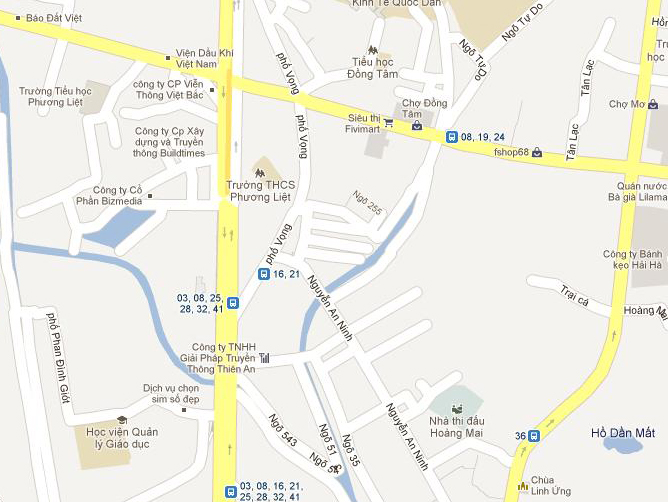 Kinh Tế Quốc Dân
Báo Đất Việt
Ngõ Tự Do
Ngõ Tự Do
Viện Dầu Khí
Việt Nam
phố Vọng
Tiểu học
Đồng Tâm
Tân Lạc
Trường Tiểu học
Phương Liệt
công ty CP Viễn
Thông Việt Bắc
Chợ Đồng
Tâm
Chợ Mơ
Siêu thị
Fivimart
phố Vọng
08, 19, 24
Công ty Cp Xây
dựng và Truyền
thông Buildtimes
Tân Lạc
fshop68
Trường THCS
Phương Liệt
Công ty Cổ
Phần Bizmedia
Ngõ 255
Quán nước
Bà già Lilama
phố Vọng
Công ty Bánh
kẹo Hải Hà
16, 21
Nguyễn An Ninh
03, 08, 25,
28, 32, 41
Trại cá
Hoàng Mai
phố Phan Đình Giót
Công ty TNHH
Giải Pháp Truyền
Thông Thiên An
Dịch vụ chọn
sim số đẹp
Nguyễn An Ninh
Nhà thi đấu
Hoàng Mai
Học viện Quản
lý Giáo dục
Ngõ 543
Ngõ 51
Ngõ 35
36
Hồ Dần Mất
Ngõ 54
Chùa
Linh Ứng
03, 08, 16, 21,
25, 28, 32, 41